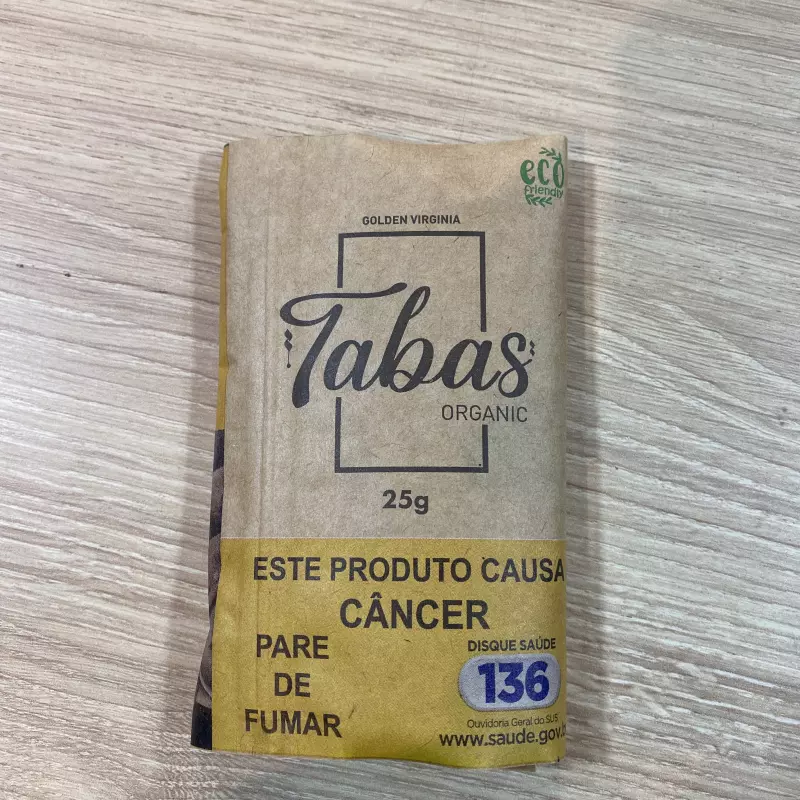 eco
friendly
GOLDEN VIRGINIA
Tabas
ORGANIC
25g
ESTE PRODUTO CAUSA
CÂNCER
PARE
DE
FUMAR
DISQUE SAÚDE
136
Ouvidoria Geral do SUS
www.saude.gov.b